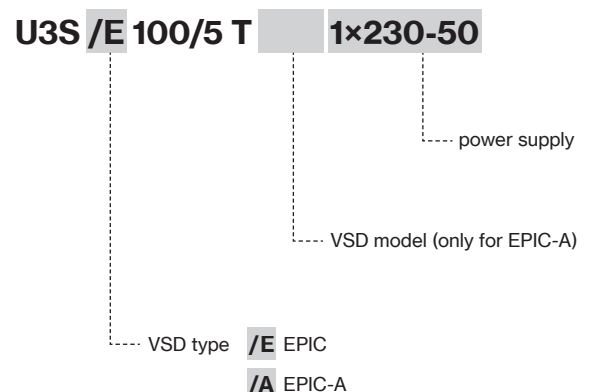 U3S /E 100/5 T 1×230-50
power supply
VSD model (only for EPIC-A)
VSD type /E EPIC
/A EPIC-A